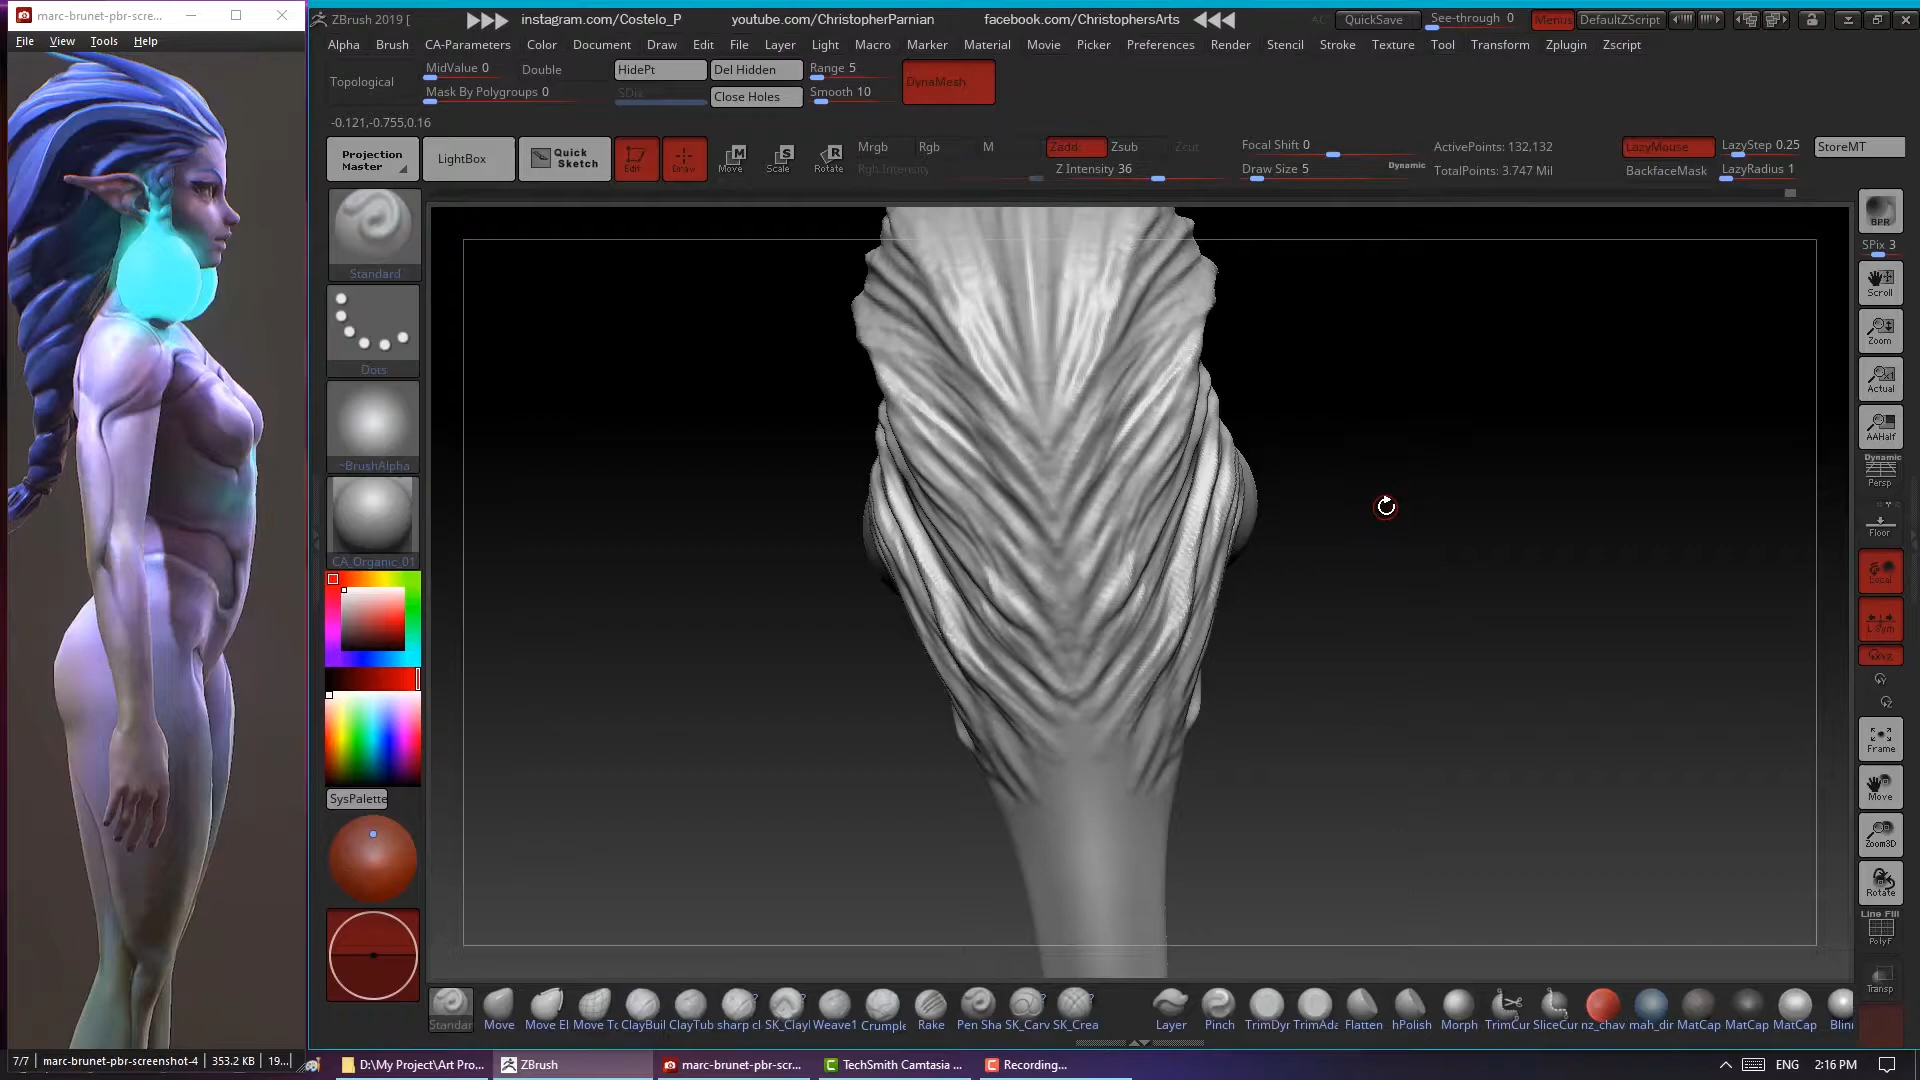 marc-brunet-pbr-scree...
File View Tools Help
ZBrush 2019 [
instagram.com/Costelo_P
youtube.com/ChristopherParnian
facebook.com/ChristophersArts
AC
QuickSave
See-through 0
Menus
DefaultZScript
Alpha Brush CA-Parameters Color Document Draw Edit File Layer Light Macro Marker Material Movie Picker Preferences Render Stencil Stroke Texture Tool Transform Zplugin Zscript
Topological
MidValue 0
Mask By Polygroups 0
Double
HidePt
SDiv
Del Hidden
Close Holes
Range 5
Smooth 10
DynaMesh
-0.121,-0.755,0.16
Projection Master
LightBox
Quick Sketch
Edit
Draw
Move
Scale
Rotate
Mrgb Rgb M
Rgb Intensity
Zadd Zsub Zcut
Z Intensity 36
Focal Shift 0
Draw Size 5
Dynamic
ActivePoints: 132,132
TotalPoints: 3.747 Mil
LazyMouse
BackfaceMask
LazyStep 0.25
LazyRadius 1
StoreMT
Standard
Dots
~BrushAlpha
CA_Organic_01
SysPalette
BPR
SPix 3
Scroll
Zoom
Actual
AAHalf
Dynamic
Persp
Floor
Local
L.Sym
Frame
Move
Zoom3D
Rotate
Line Fill
PolyF
Transp
Standar Move Move El Move To ClayBuil ClayTub sharp cl SK_Clayl Weave1 Crumple Rake Pen Sha SK_Carv SK_Crea Layer Pinch TrimDyr TrimAda Flatten hPolish Morph TrimCur SliceCur nz_chav mah_dir MatCap MatCap MatCap Blin
7/7 marc-brunet-pbr-screenshot-4 353.2 KB 19...
D:\My Project\Art Pro...
ZBrush
marc-brunet-pbr-scr...
TechSmith Camtasia ...
Recording...
ENG
2:16 PM